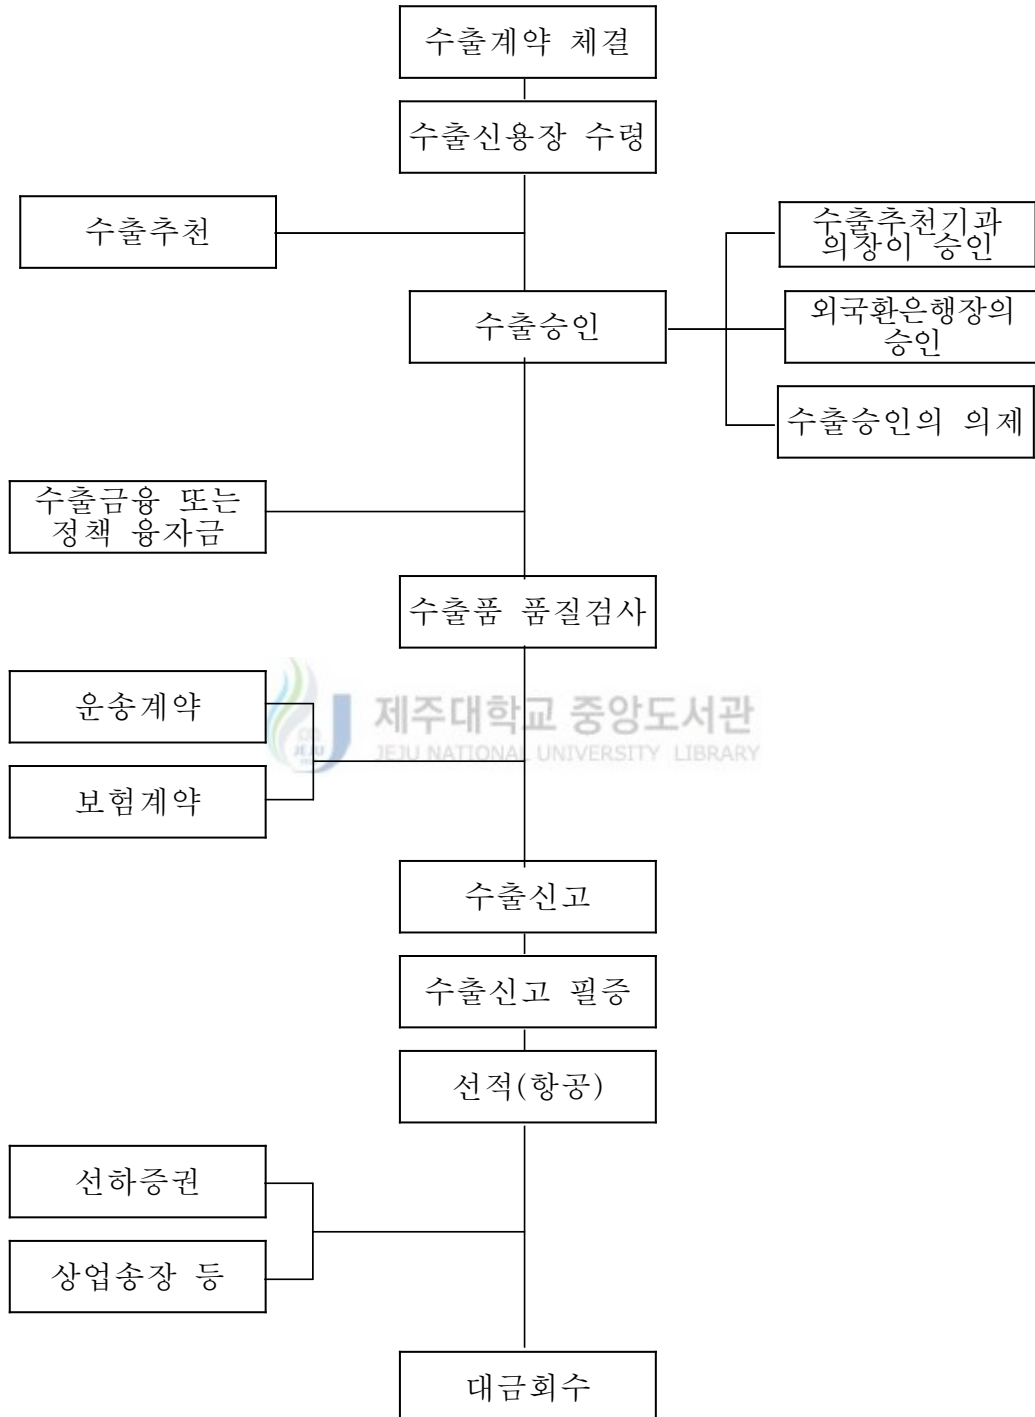 수출계약 체결
수출신용장 수령
수출추천
수출추천기과
의장이 승인
수출승인
외국환은행장의
승인
수출승인의 의제
수출금융 또는
정책 융자금
수출품 품질검사
운송계약
제주대학교 중앙도서관
JEJU NATIONAL UNIVERSITY LIBRARY
보험계약
수출신고
수출신고 필증
선적(항공)
선하증권
상업송장 등
대금회수